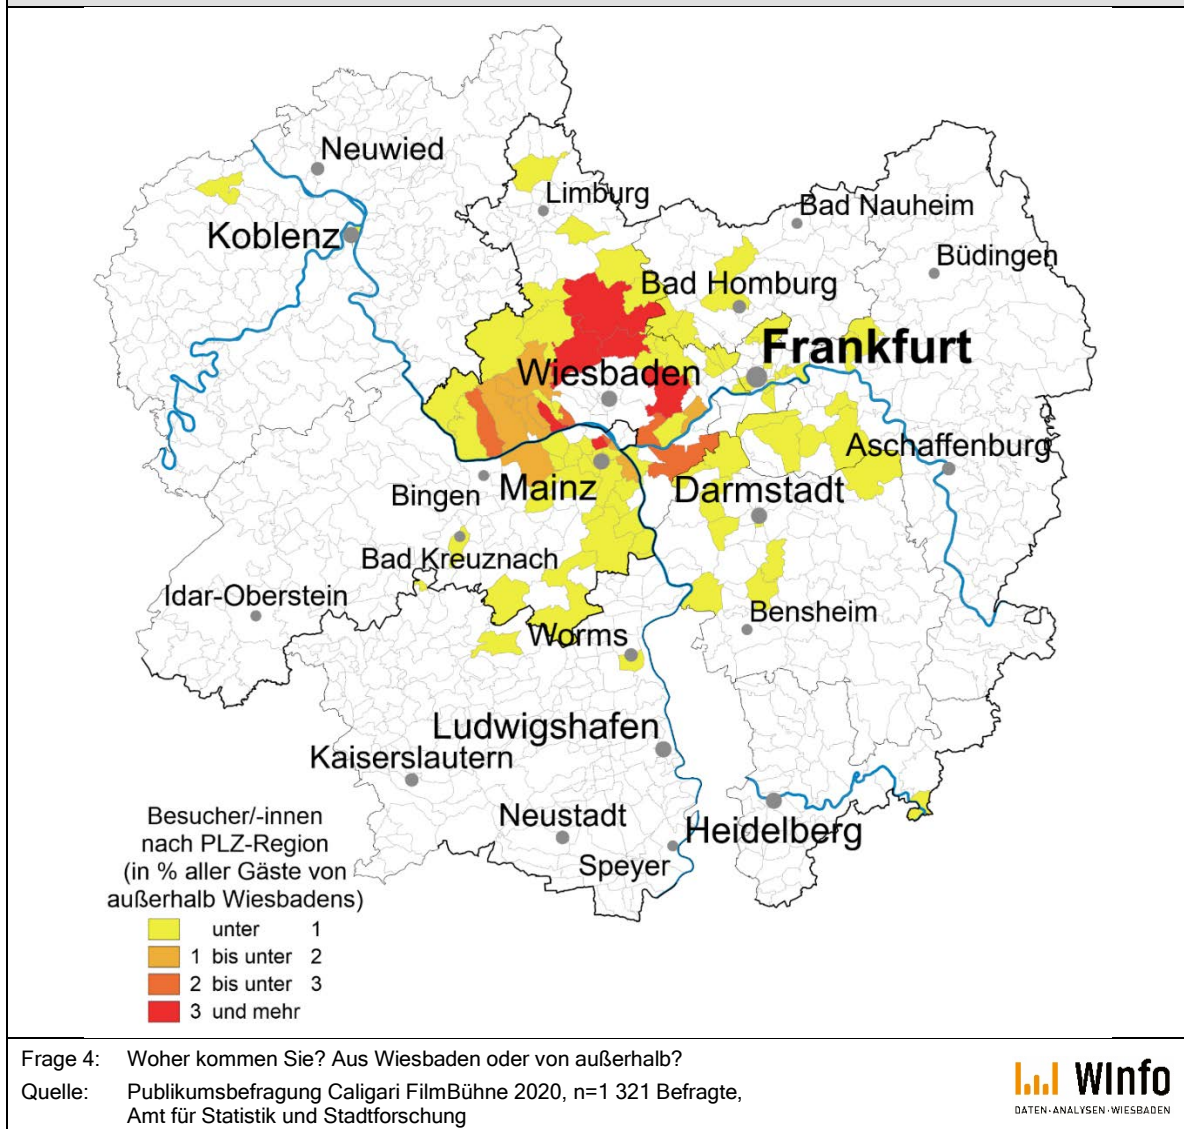 Neuwied
Limburg
Bad Nauheim
Koblenz
Büdingen
Bad Homburg
Frankfurt
Wiesbaden
Aschaffenburg
Bingen
Mainz
Darmstadt
Bad Kreuznach
Idar-Oberstein
Bensheim
Worms
Ludwigshafen
Kaiserslautern
Neustadt
Heidelberg
Speyer
Besucher/-innen
nach PLZ-Region
(in % aller Gäste von
außerhalb Wiesbadens)
unter 1
1 bis unter 2
2 bis unter 3
3 und mehr
Frage 4: Woher kommen Sie? Aus Wiesbaden oder von außerhalb?
Quelle: Publikumsbefragung Caligari FilmBühne 2020, n=1 321 Befragte,
Amt für Statistik und Stadtforschung
WInfo
DATEN·ANALYSEN·WIESBADEN